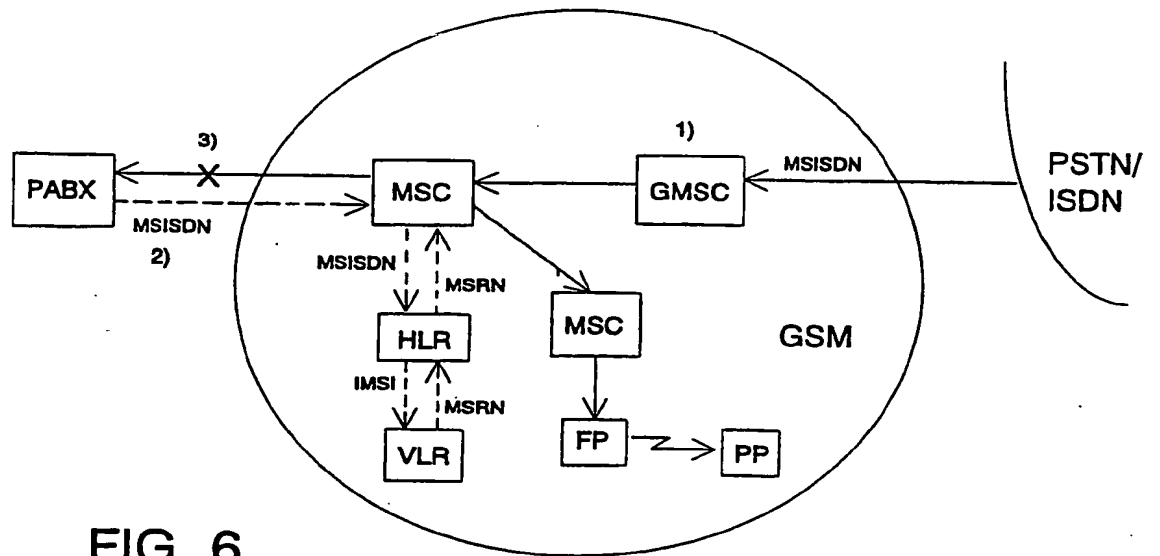 1)
3)
PABX
MSC
GMSC
MSISDN
PSTN/
ISDN
MSISDN
2)
MSISDN
MSRN
MSC
GSM
HLR
IMSI
MSRN
VLR
FP
PP
FIG. 6